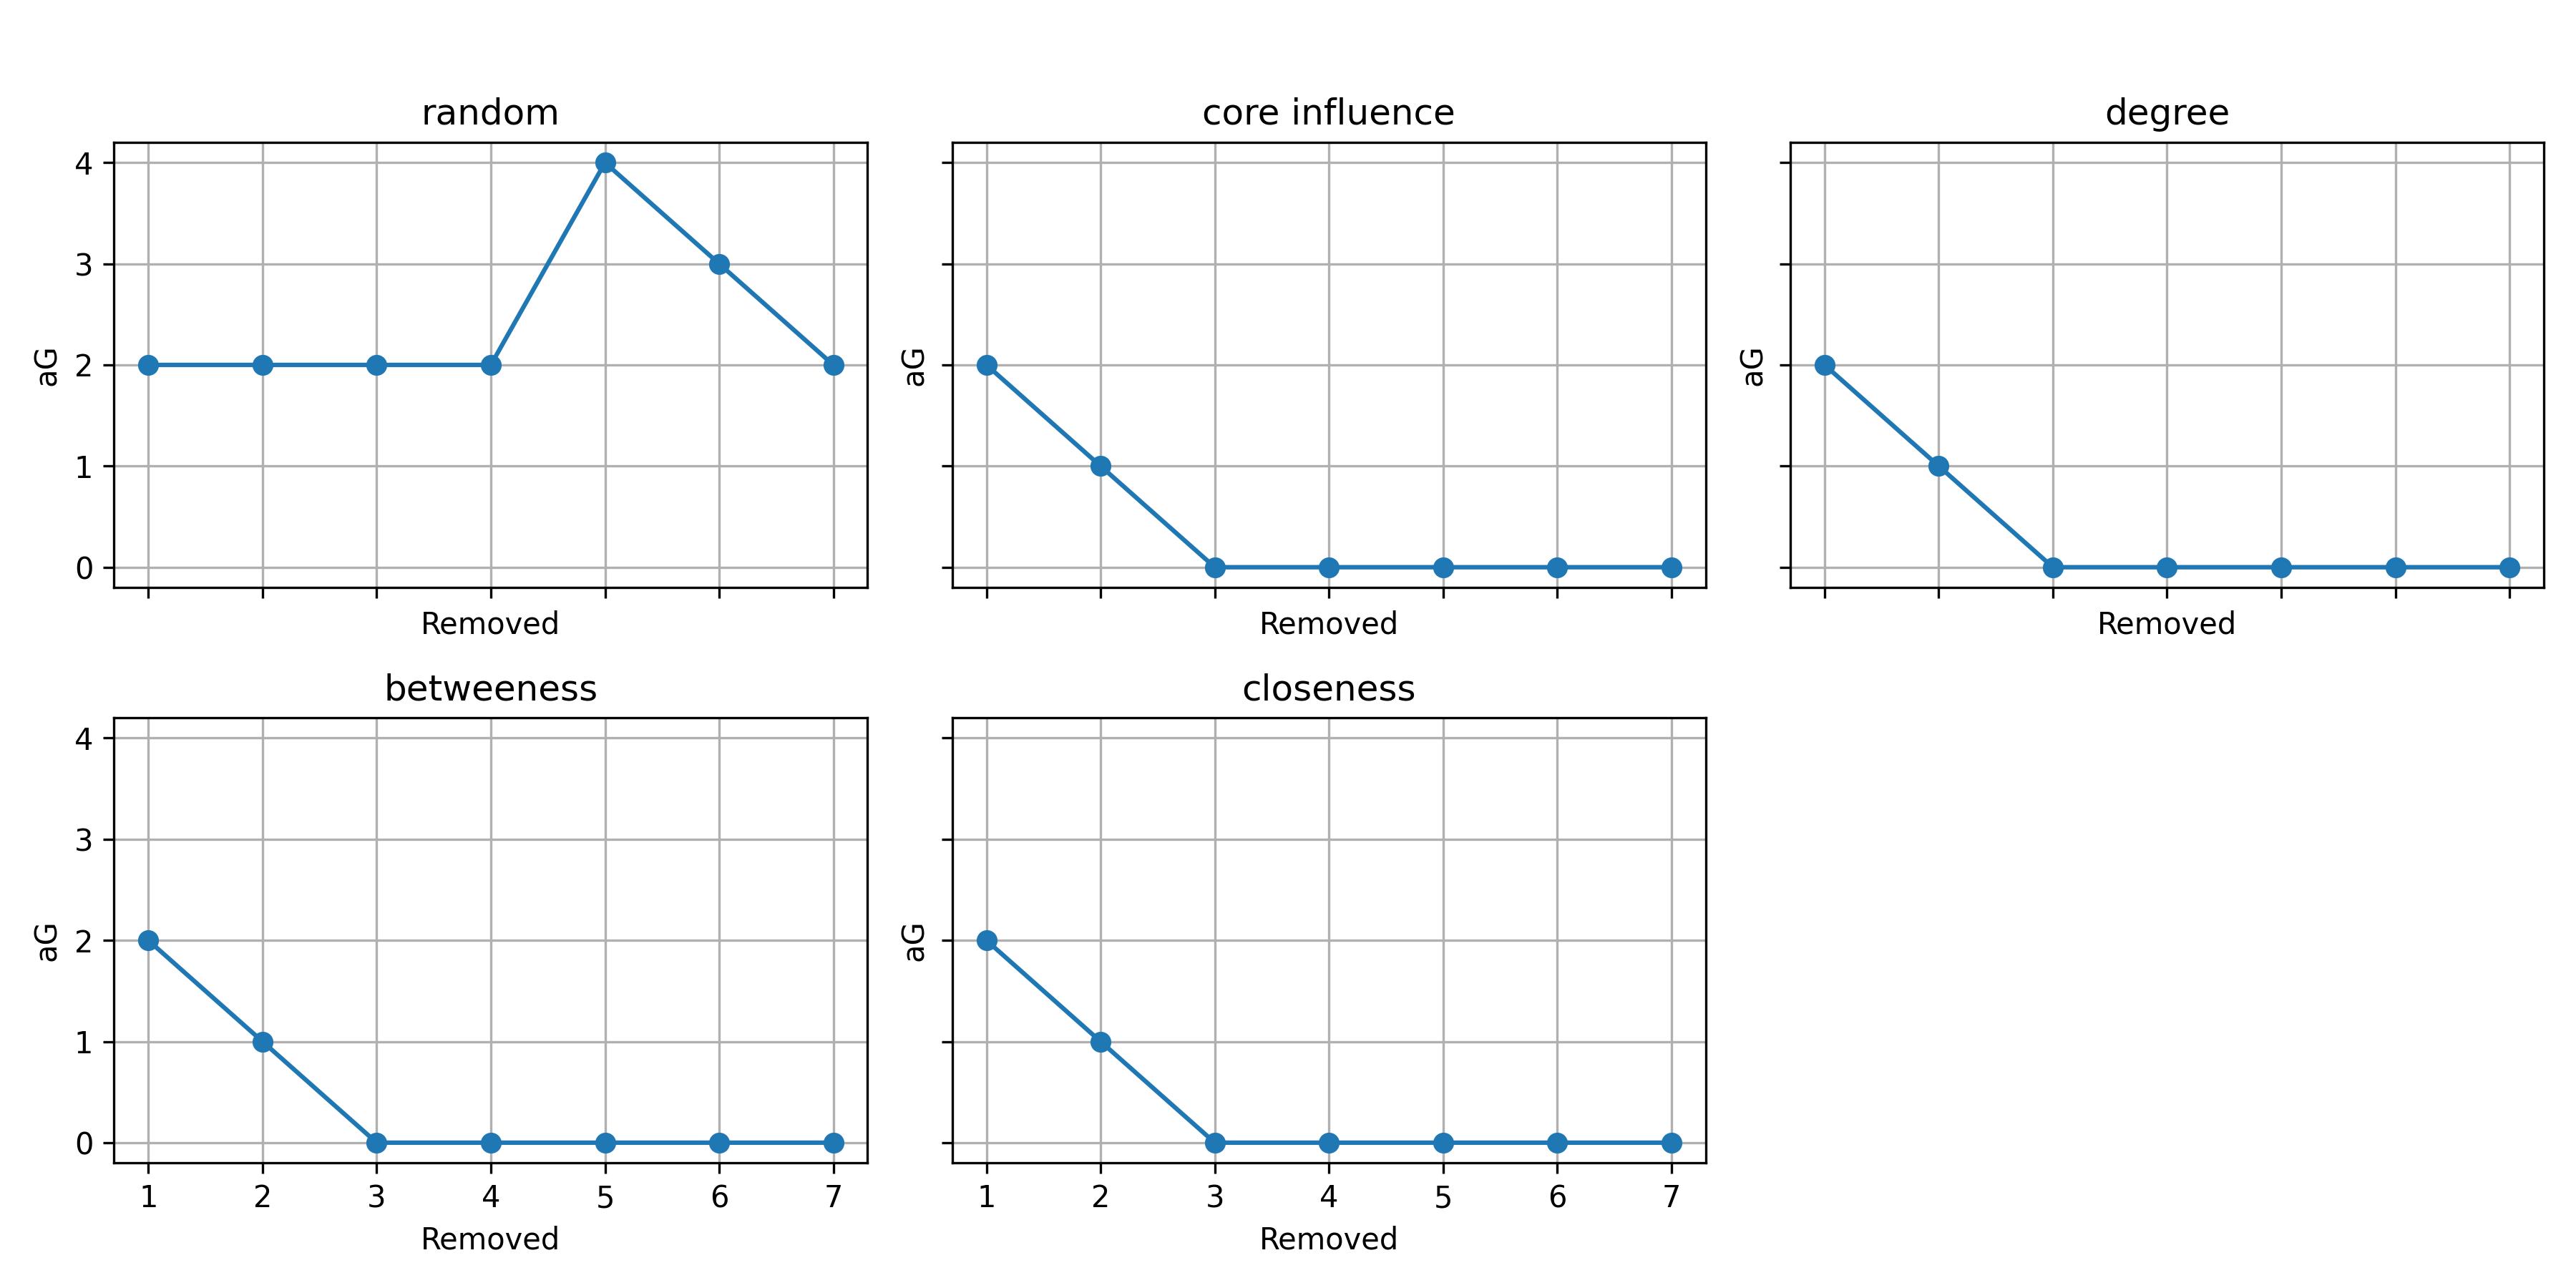 random
4
3
2
1
0
aG
Removed
core influence
aG
Removed
degree
aG
Removed
betweeness
4
3
2
1
0
aG
1 2 3 4 5 6 7
Removed
closeness
aG
1 2 3 4 5 6 7
Removed